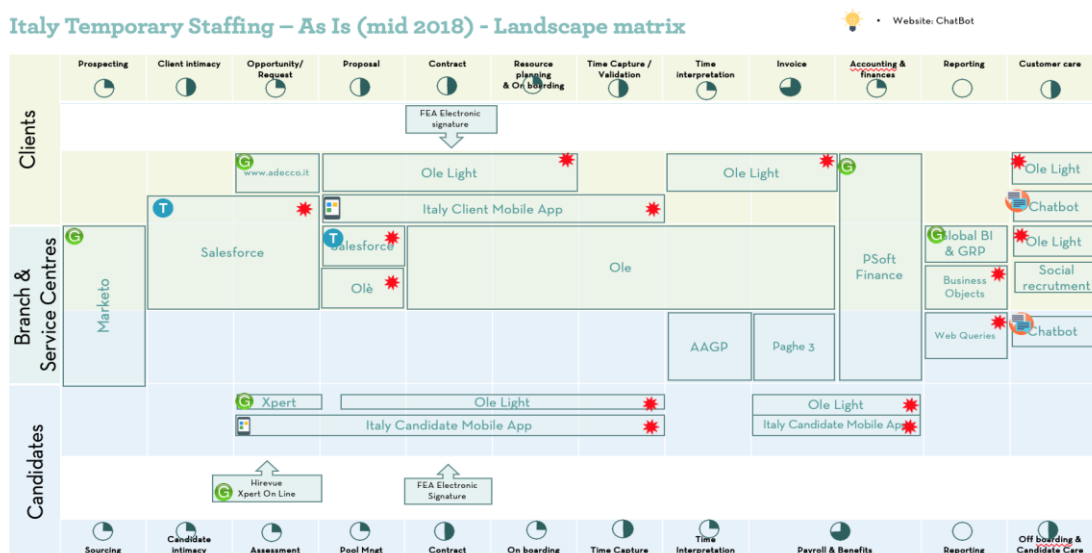 Italy Temporary Staffing – As Is (mid 2018) - Landscape matrix
• Website: ChatBot
Prospecting
Client intimacy
Opportunity/
Request
Proposal
Contract
Resource
planning
& On boarding
Time Capture /
Validation
Time
interpretation
Invoice
Accounting &
finances
Reporting
Customer care
Clients
FEA Electronic
signature
G
www.adecco.it
Ole Light
Ole Light
G
Ole Light
T
Italy Client Mobile App
Chatbot
Branch &
Service Centres
G
Marketo
Salesforce
T
Salesforce
Olè
Ole
PSoft
Finance
G
Global BI
& GRP
Ole Light
Business
Objects
Social
recrutment
AAGP
Paghe 3
Web Queries
Chatbot
Candidates
G
Xpert
Ole Light
Ole Light
Italy Candidate Mobile App
Italy Candidate Mobile App
G
Hirevue
Xpert On Line
FEA Electronic
Signature
Sourcing
Candidate
intimacy
Assessment
Pool Mngt
Contract
On boarding
Time Capture
Time
Interpretation
Payroll & Benefits
Reporting
Off boarding &
Candidate Care